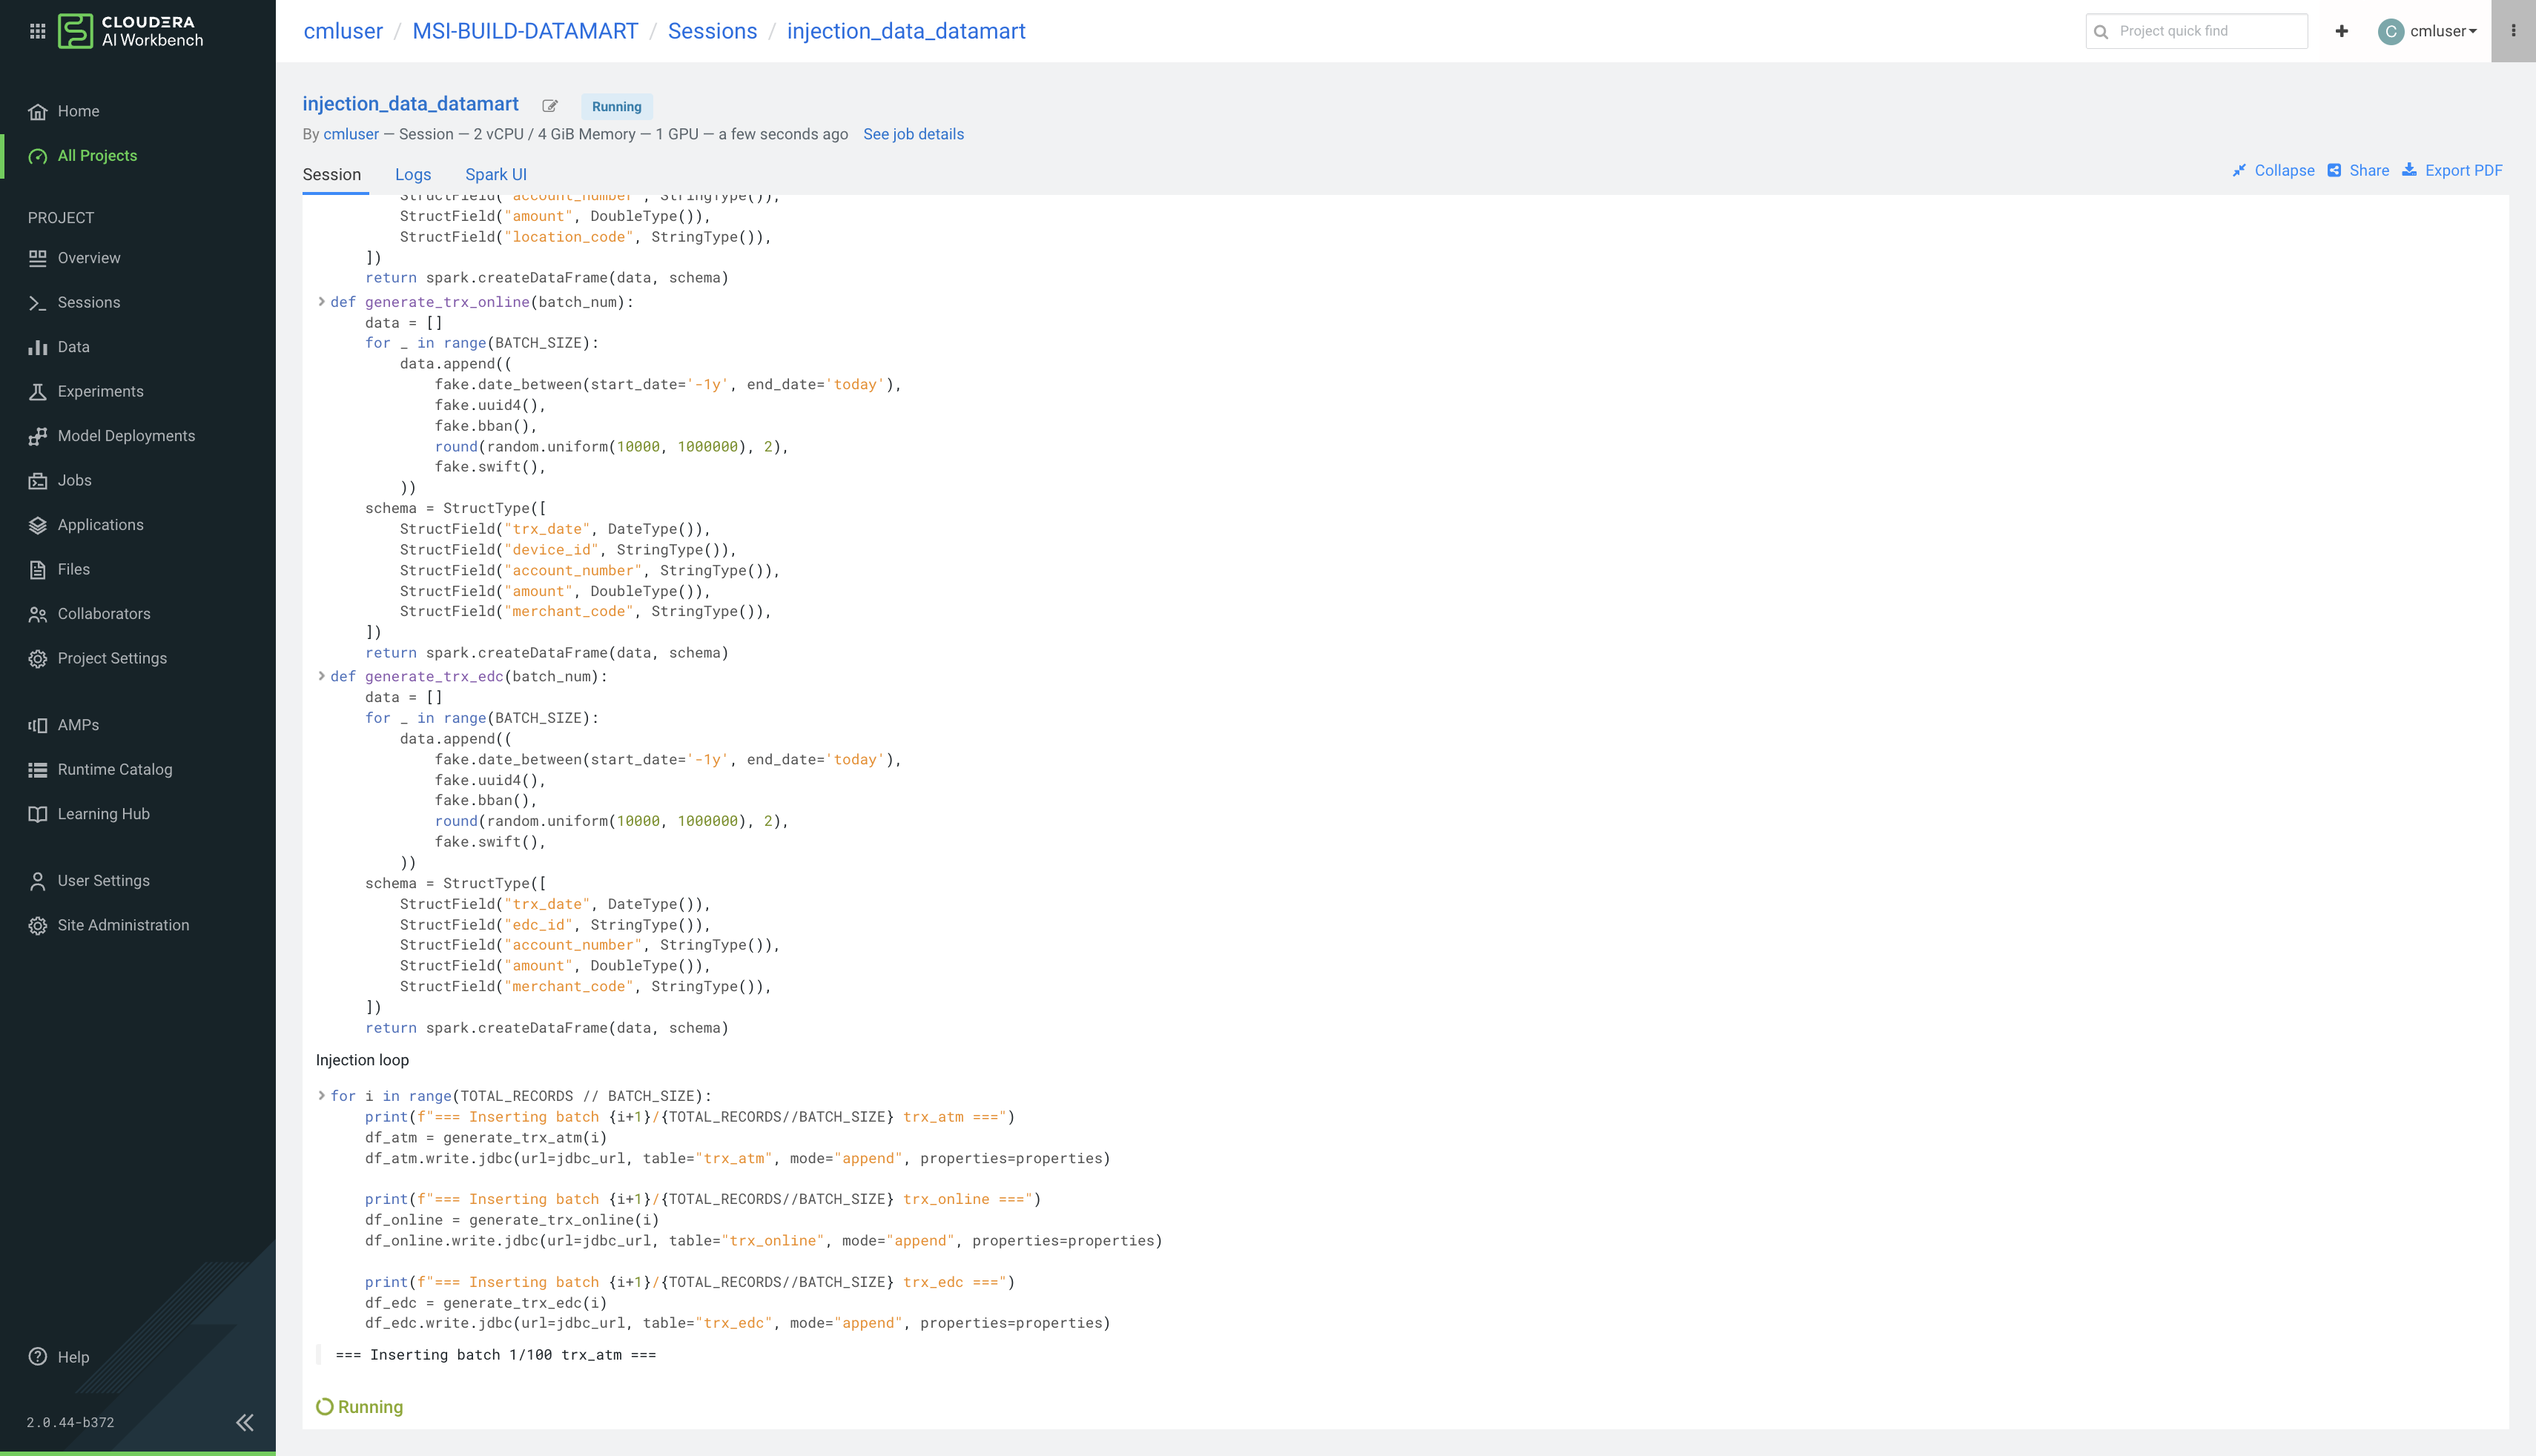 CLOUDERA
AI Workbench
cmluser / MSI-BUILD-DATAMART / Sessions / injection_data_datamart
Project quick find
C cmluser
Home
All Projects
PROJECT
Overview
Sessions
Data
Experiments
Model Deployments
Jobs
Applications
Files
Collaborators
Project Settings
AMPs
Runtime Catalog
Learning Hub
User Settings
Site Administration
Help
2.0.44-b372
injection_data_datamart Running
By cmluser — Session — 2 vCPU / 4 GiB Memory — 1 GPU — a few seconds ago See job details
Session Logs Spark UI
Collapse Share Export PDF
        StructField("account_number", StringType()),
        StructField("amount", DoubleType()),
        StructField("location_code", StringType()),
    ])
    return spark.createDataFrame(data, schema)
def generate_trx_online(batch_num):
    data = []
    for _ in range(BATCH_SIZE):
        data.append((
            fake.date_between(start_date='-1y', end_date='today'),
            fake.uuid4(),
            fake.bban(),
            round(random.uniform(10000, 1000000), 2),
            fake.swift(),
        ))
    schema = StructType([
        StructField("trx_date", DateType()),
        StructField("device_id", StringType()),
        StructField("account_number", StringType()),
        StructField("amount", DoubleType()),
        StructField("merchant_code", StringType()),
    ])
    return spark.createDataFrame(data, schema)
def generate_trx_edc(batch_num):
    data = []
    for _ in range(BATCH_SIZE):
        data.append((
            fake.date_between(start_date='-1y', end_date='today'),
            fake.uuid4(),
            fake.bban(),
            round(random.uniform(10000, 1000000), 2),
            fake.swift(),
        ))
    schema = StructType([
        StructField("trx_date", DateType()),
        StructField("edc_id", StringType()),
        StructField("account_number", StringType()),
        StructField("amount", DoubleType()),
        StructField("merchant_code", StringType()),
    ])
    return spark.createDataFrame(data, schema)
Injection loop
for i in range(TOTAL_RECORDS // BATCH_SIZE):
    print(f"=== Inserting batch {i+1}/{TOTAL_RECORDS//BATCH_SIZE} trx_atm ===")
    df_atm = generate_trx_atm(i)
    df_atm.write.jdbc(url=jdbc_url, table="trx_atm", mode="append", properties=properties)
    print(f"=== Inserting batch {i+1}/{TOTAL_RECORDS//BATCH_SIZE} trx_online ===")
    df_online = generate_trx_online(i)
    df_online.write.jdbc(url=jdbc_url, table="trx_online", mode="append", properties=properties)
    print(f"=== Inserting batch {i+1}/{TOTAL_RECORDS//BATCH_SIZE} trx_edc ===")
    df_edc = generate_trx_edc(i)
    df_edc.write.jdbc(url=jdbc_url, table="trx_edc", mode="append", properties=properties)
=== Inserting batch 1/100 trx_atm ===
Running